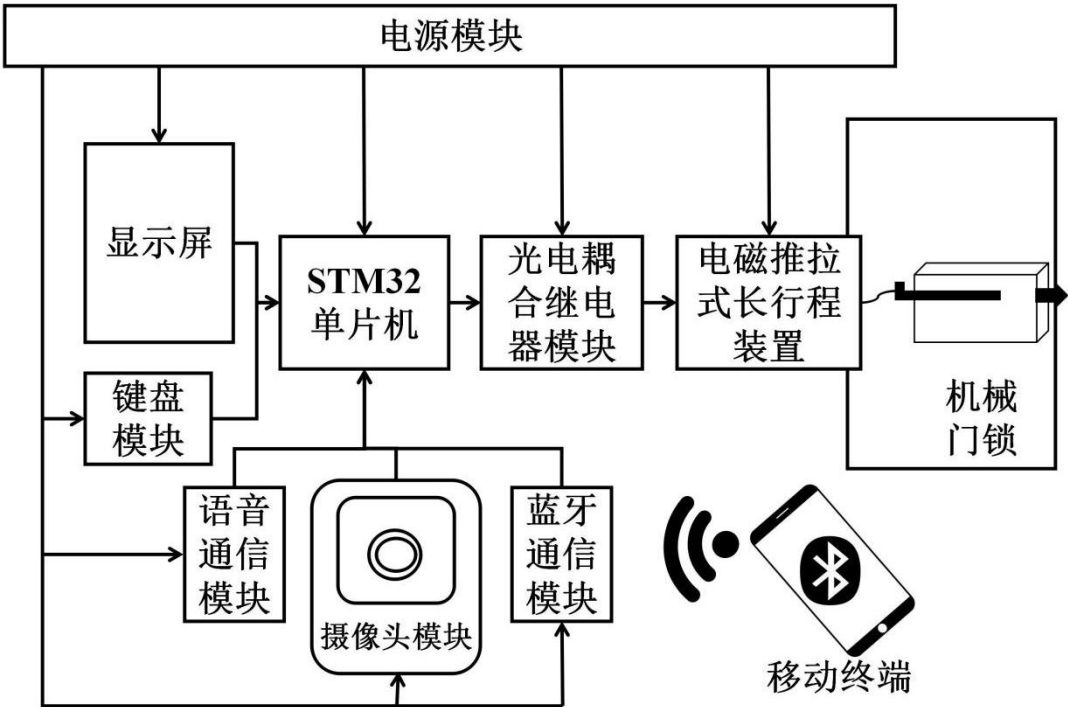 电源模块
显示屏
STM32
单片机
光电耦
合继电
器模块
电磁推拉
式长行程
装置
键盘
模块
机械
门锁
语音
通信
模块
摄像头模块
蓝牙
通信
模块
移动终端